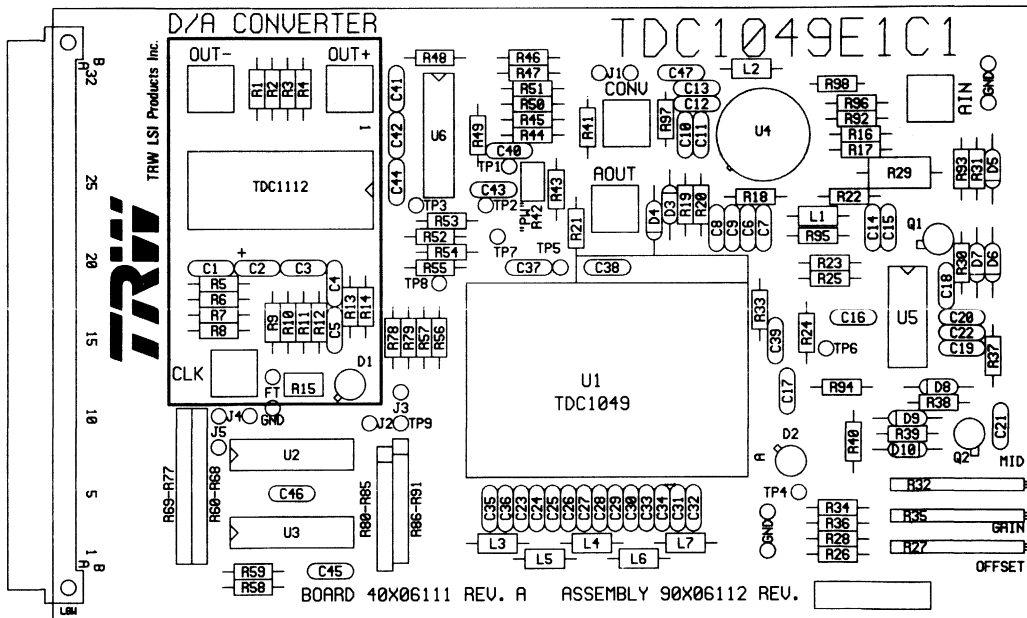 D/A CONVERTER
TDC1049E1C1
TRW LSI Products Inc.
TRW
OUT-
OUT+
R1
R2
R3
R4
1
TDC1112
C41
C42
C44
R48
U6
R49
R46
R47
R51
R50
R45
R44
C40
TP1
C43
TP3
TP2
"PW"
R42
R43
R53
R52
R54
R55
TP7
TP5
TP8
C37
C38
J1
CONV
R41
R97
C47
C13
C12
C10
C11
L2
U4
AOUT
R21
D4
D3
R19
R20
R18
C8
C9
C6
C7
R98
R96
R92
R16
R17
R29
R22
L1
R95
C14
C15
AIN
GND
R93
R31
D5
Q1
R30
D7
D6
R23
R25
C18
U5
C16
C20
C22
C19
R37
R33
C39
R24
TP6
C17
R94
D8
R38
D9
R39
D10
R40
Q2
C21
D2
A
TP4
MID
R32
R35
GAIN
R27
OFFSET
R34
R36
R28
R26
GND
U1
TDC1049
C35
C36
C23
C24
C25
C26
C27
C28
C29
C30
C33
C34
C31
C32
L3
L5
L4
L6
L7
C1
+
C2
C3
C4
C5
R5
R6
R7
R8
R9
R10
R11
R12
R13
R14
R78
R79
R57
R56
CLK
FT
R15
D1
GND
J4
J5
J3
J2
TP9
U2
C46
U3
R69-R77
R60-R68
R80-R85
R86-R91
R59
R58
C45
B
A
32
25
20
15
10
5
1
A
B
LOW
BOARD 40X06111 REV. A
ASSEMBLY 90X06112 REV.